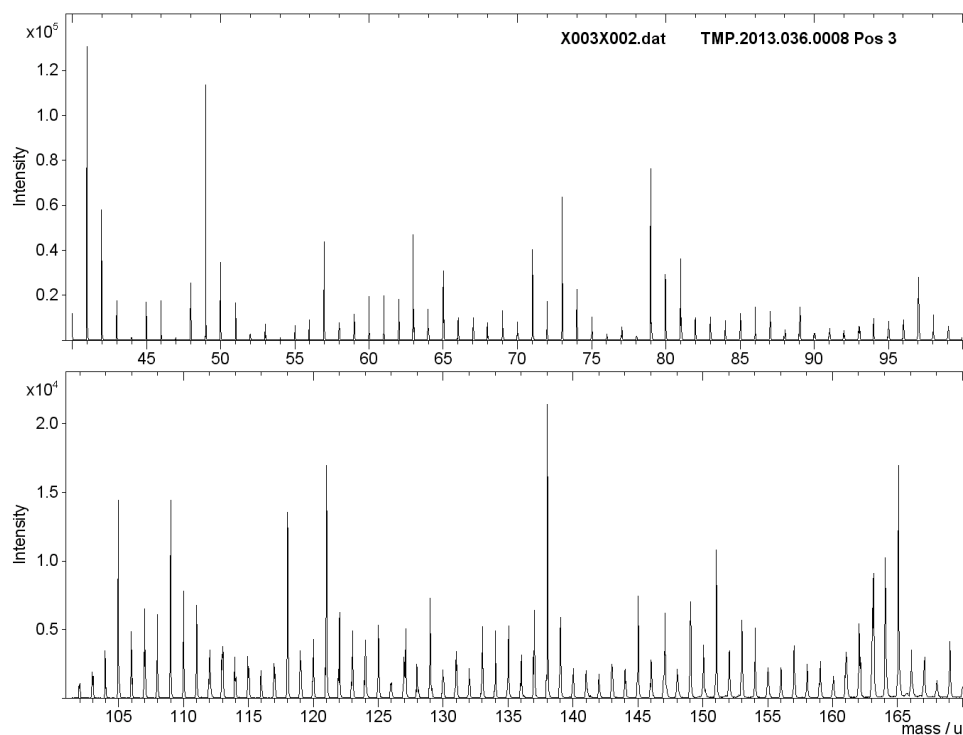 x10⁵
X003X002.dat TMP.2013.036.0008 Pos 3
1.2
1.0
0.8
0.6
0.4
0.2
Intensity
45 50 55 60 65 70 75 80 85 90 95
x10⁴
2.0
1.5
1.0
0.5
Intensity
105 110 115 120 125 130 135 140 145 150 155 160 165
mass / u